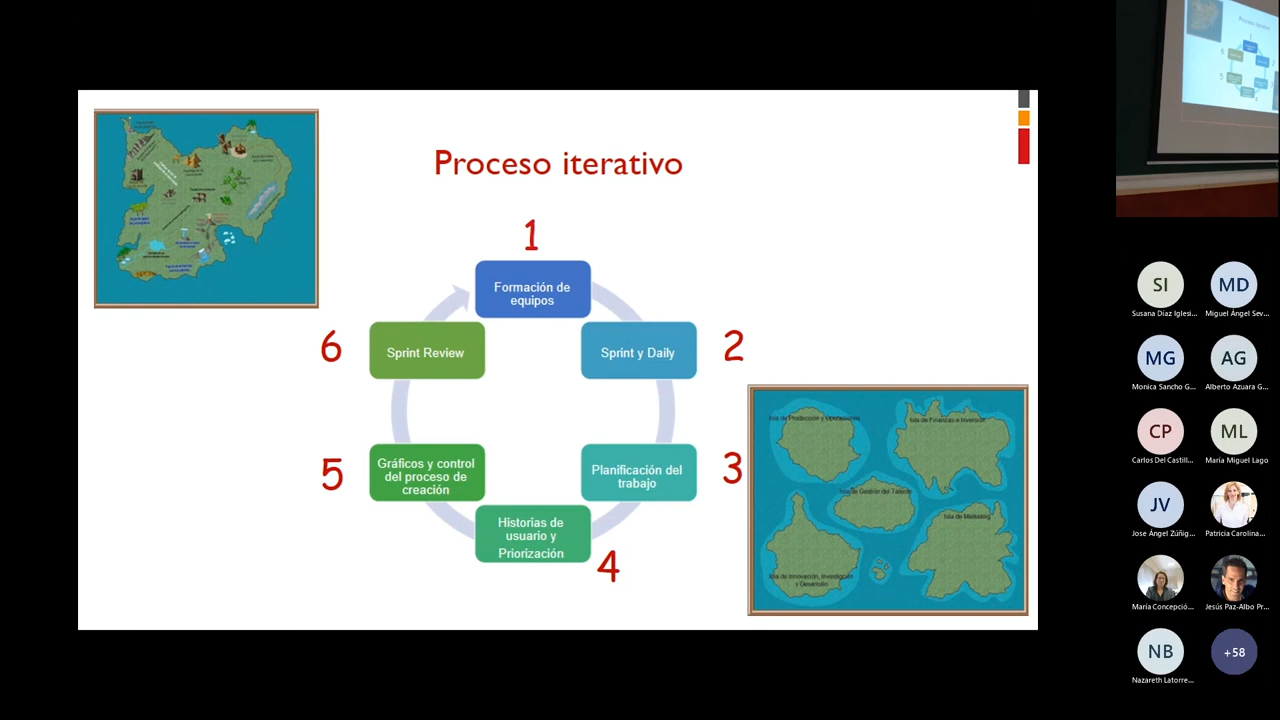 Proceso iterativo
1
Formación de
equipos
6
Sprint Review
Sprint y Daily
2
5
Gráficos y control
del proceso de
creación
Planificación del
trabajo
3
Historias de
usuario y
Priorización
4
Isla de Producción y Operaciones
Isla de Finanzas e Inversión
Isla de Gestión del Talento
Isla de Marketing
Isla de Innovación, Investigación
y Desarrollo
Proceso iterativo
SI
MD
Susana Díaz Iglesi...
Miguel Ángel Sev...
MG
AG
Monica Sancho G...
Alberto Azuara G...
CP
ML
Carlos Del Castill...
María Miguel Lago
JV
Jose Ángel Zúñig...
Patricia Carolina...
María Concepció...
Jesús Paz-Albo Pr...
NB
+58
Nazareth Latorre...